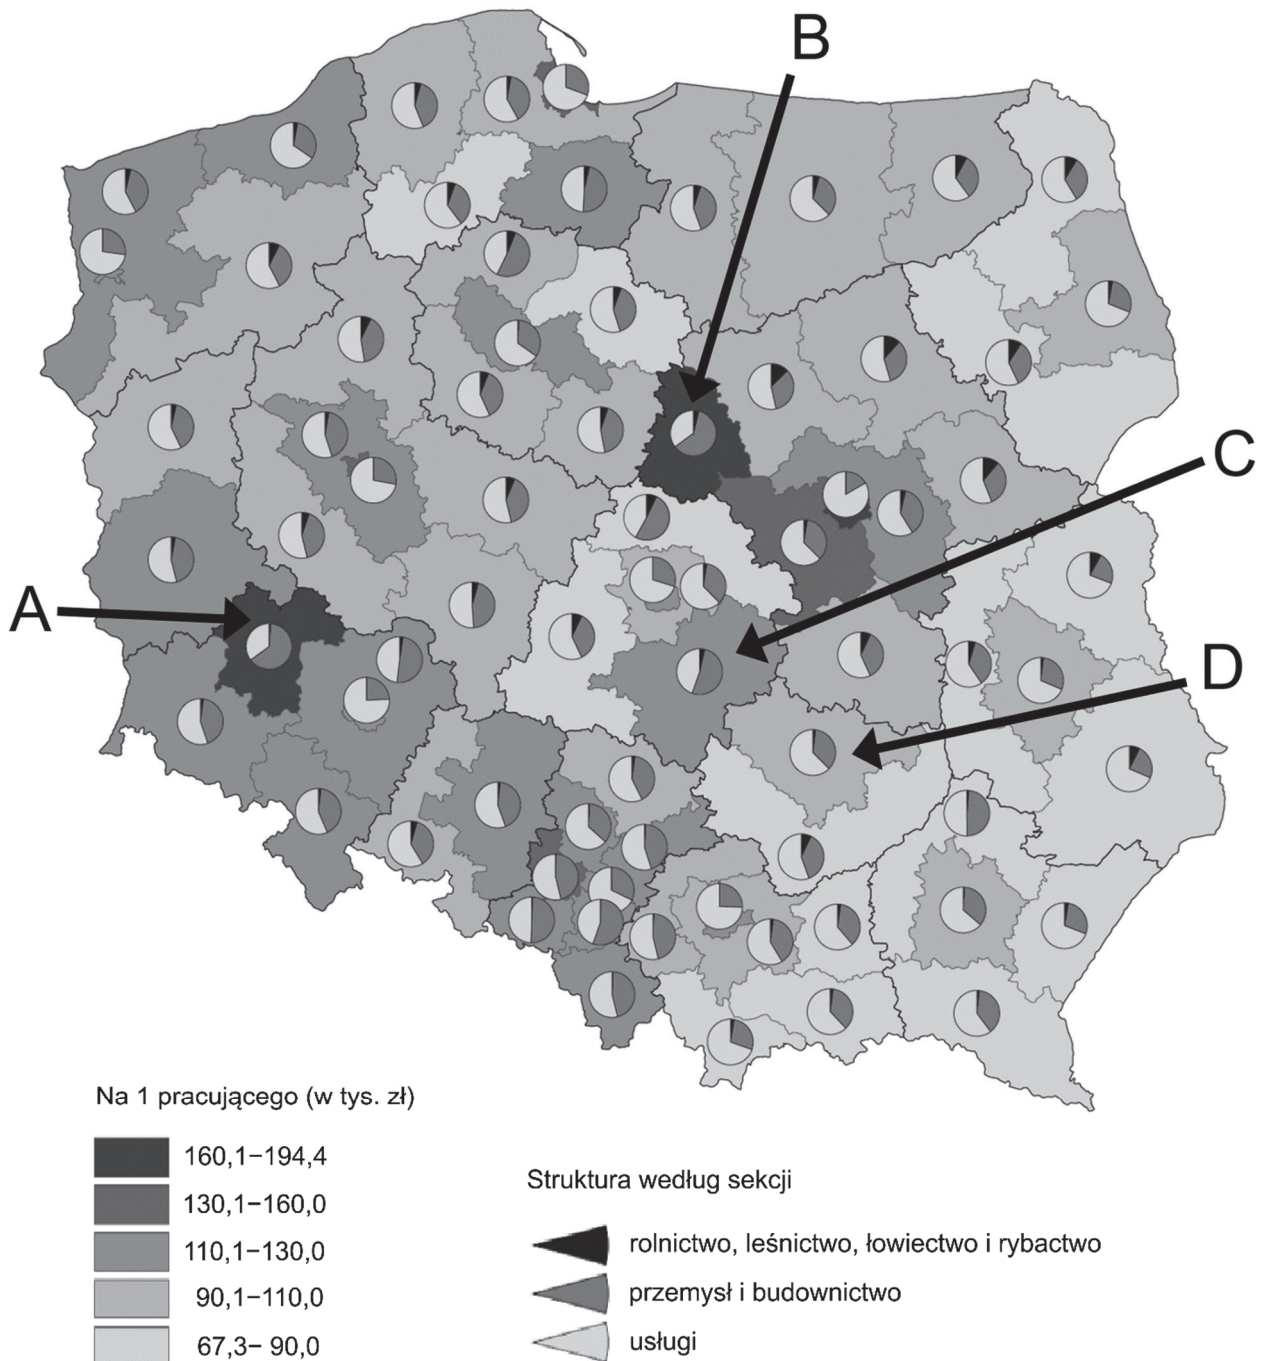 B
C
A
D
Na 1 pracującego (w tys. zł)
160,1–194,4
130,1–160,0
110,1–130,0
90,1–110,0
67,3– 90,0
Struktura według sekcji
rolnictwo, leśnictwo, łowiectwo i rybactwo
przemysł i budownictwo
usługi